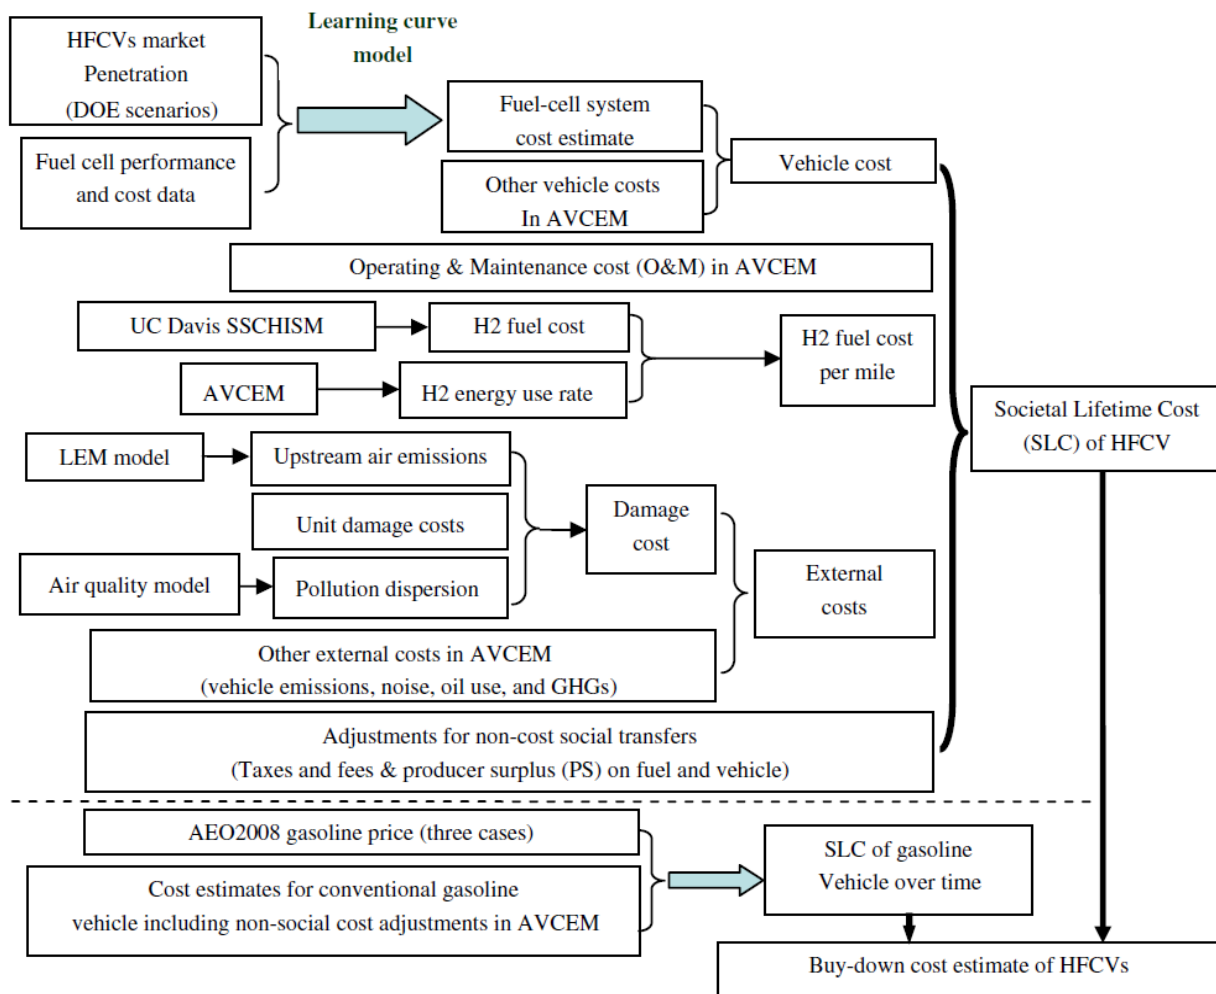 Learning curve
model
HFCVs market
Penetration
(DOE scenarios)
Fuel cell performance
and cost data
Fuel-cell system
cost estimate
Other vehicle costs
In AVCEM
Vehicle cost
Operating & Maintenance cost (O&M) in AVCEM
UC Davis SSCHISM
H2 fuel cost
AVCEM
H2 energy use rate
H2 fuel cost
per mile
Societal Lifetime Cost
(SLC) of HFCV
LEM model
Upstream air emissions
Unit damage costs
Air quality model
Pollution dispersion
Damage
cost
External
costs
Other external costs in AVCEM
(vehicle emissions, noise, oil use, and GHGs)
Adjustments for non-cost social transfers
(Taxes and fees & producer surplus (PS) on fuel and vehicle)
AEO2008 gasoline price (three cases)
Cost estimates for conventional gasoline
vehicle including non-social cost adjustments in AVCEM
SLC of gasoline
Vehicle over time
Buy-down cost estimate of HFCVs